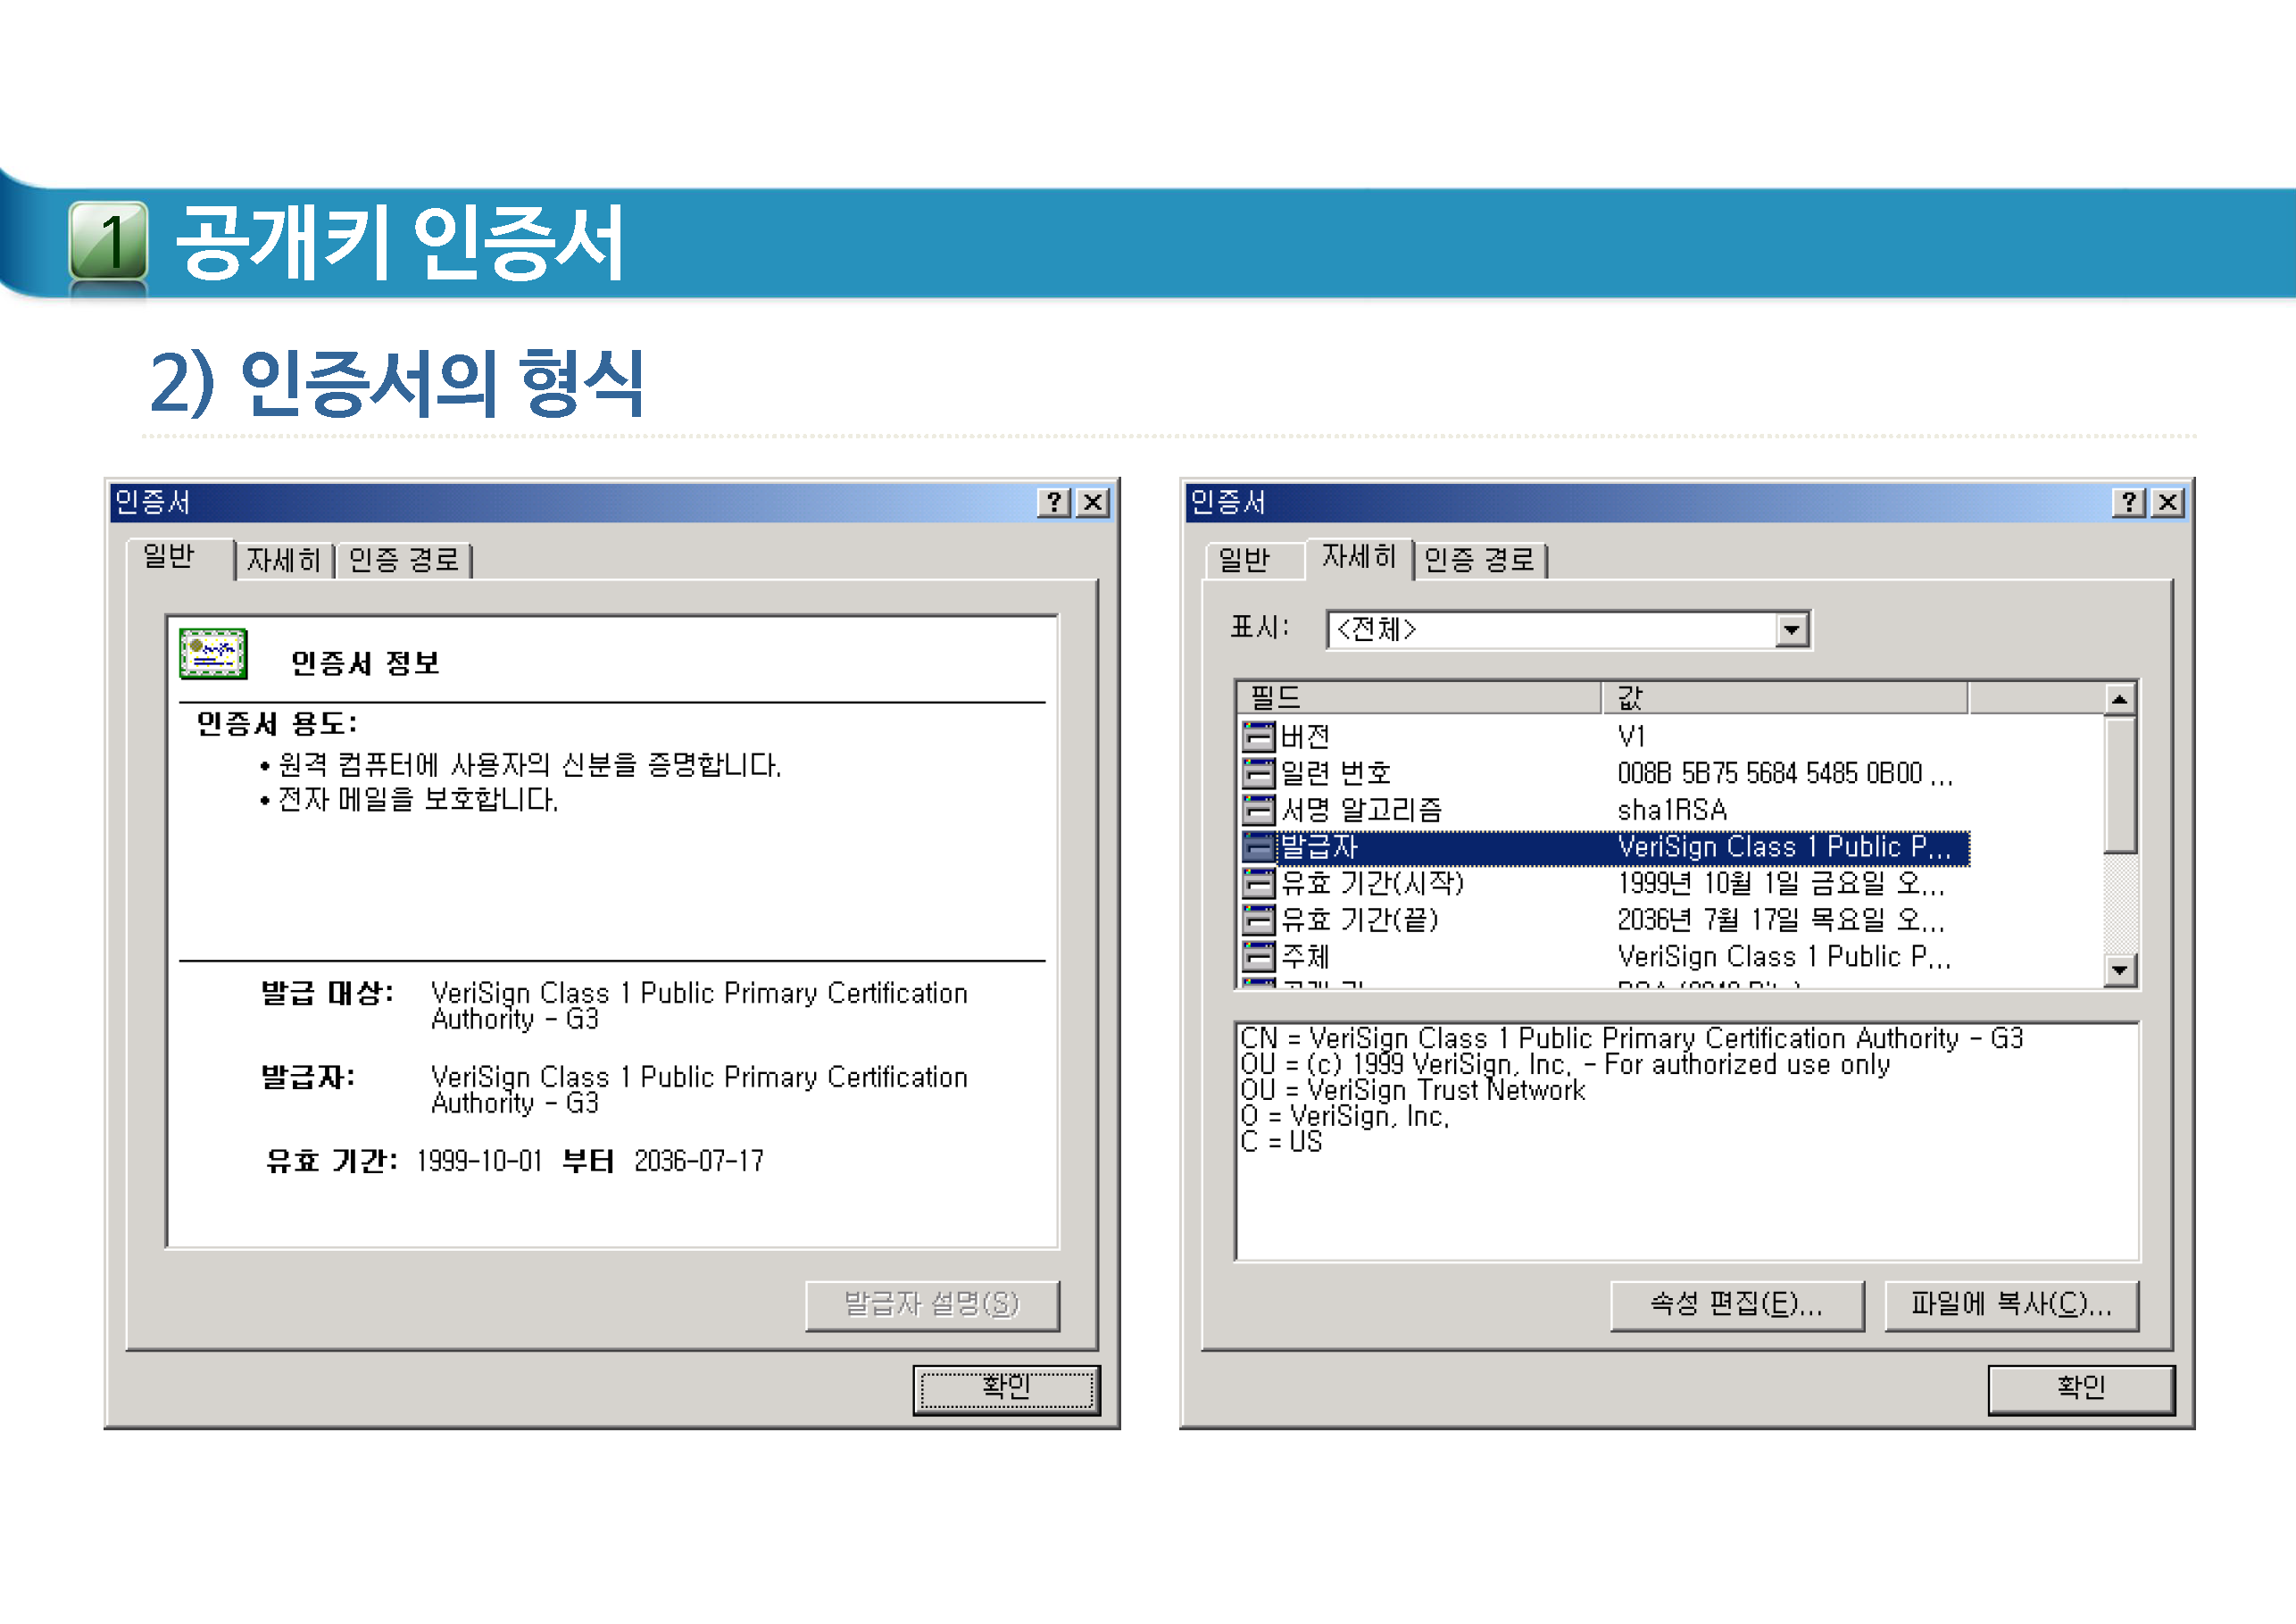 1 공개키 인증서
2) 인증서의 형식
인증서
일반 자세히 인증 경로
인증서 정보
인증서 용도:
• 원격 컴퓨터에 사용자의 신분을 증명합니다.
• 전자 메일을 보호합니다.
발급 대상: VeriSign Class 1 Public Primary Certification
Authority - G3
발급자: VeriSign Class 1 Public Primary Certification
Authority - G3
유효 기간: 1999-10-01 부터 2036-07-17
발급자 설명(S)
확인
인증서
일반 자세히 인증 경로
표시: <전체>
필드 값
버전 V1
일련 번호 008B 5B75 5684 5485 0B00 ...
서명 알고리즘 sha1RSA
발급자 VeriSign Class 1 Public P...
유효 기간(시작) 1999년 10월 1일 금요일 오...
유효 기간(끝) 2036년 7월 17일 목요일 오...
주체 VeriSign Class 1 Public P...
CN = VeriSign Class 1 Public Primary Certification Authority - G3
OU = (c) 1999 VeriSign, Inc. - For authorized use only
OU = VeriSign Trust Network
O = VeriSign, Inc.
C = US
속성 편집(E)... 파일에 복사(C)...
확인